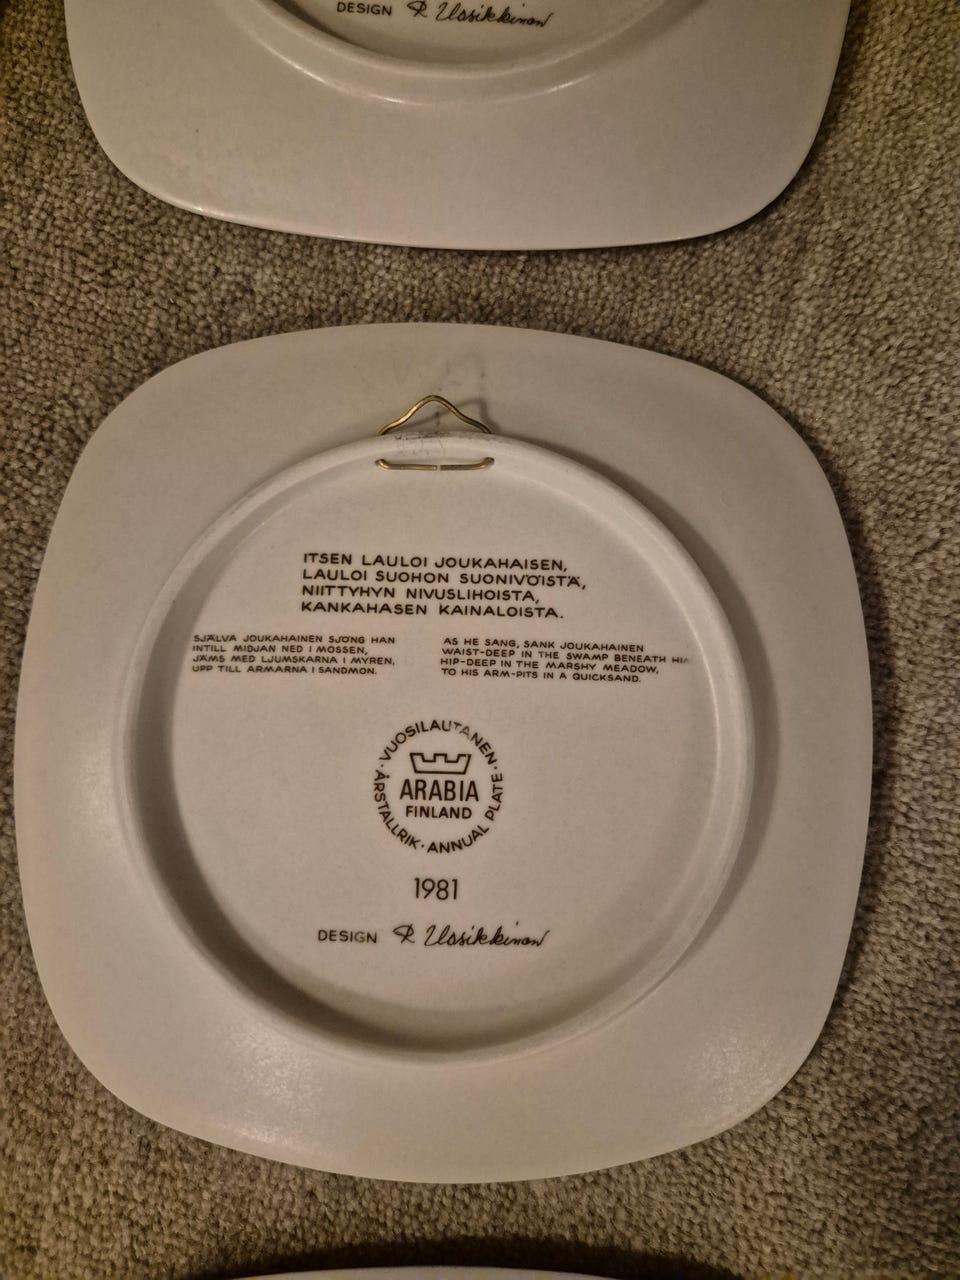 DESIGN R Uosikkinen
ITSEN LAULOI JOUKAHAISEN,
LAULOI SUOHON SUONIVÖISTÄ,
NIITTYHYN NIVUSLIHOISTA,
KANKAHASEN KAINALOISTA.
SJÄLVA JOUKAHAINEN SJÖNG HAN
INTILL MIDJAN NED I MOSSEN,
JÄMS MED LJUMSKARNA I MYREN,
UPP TILL ARMARNA I SANDMON.
AS HE SANG, SANK JOUKAHAINEN
WAIST-DEEP IN THE SWAMP BENEATH HIM
HIP-DEEP IN THE MARSHY MEADOW,
TO HIS ARM-PITS IN A QUICKSAND.
· VUOSILAUTANEN ·
ARABIA
FINLAND
ÅRSTALLRIK · ANNUAL PLATE
1981
DESIGN R Uosikkinen